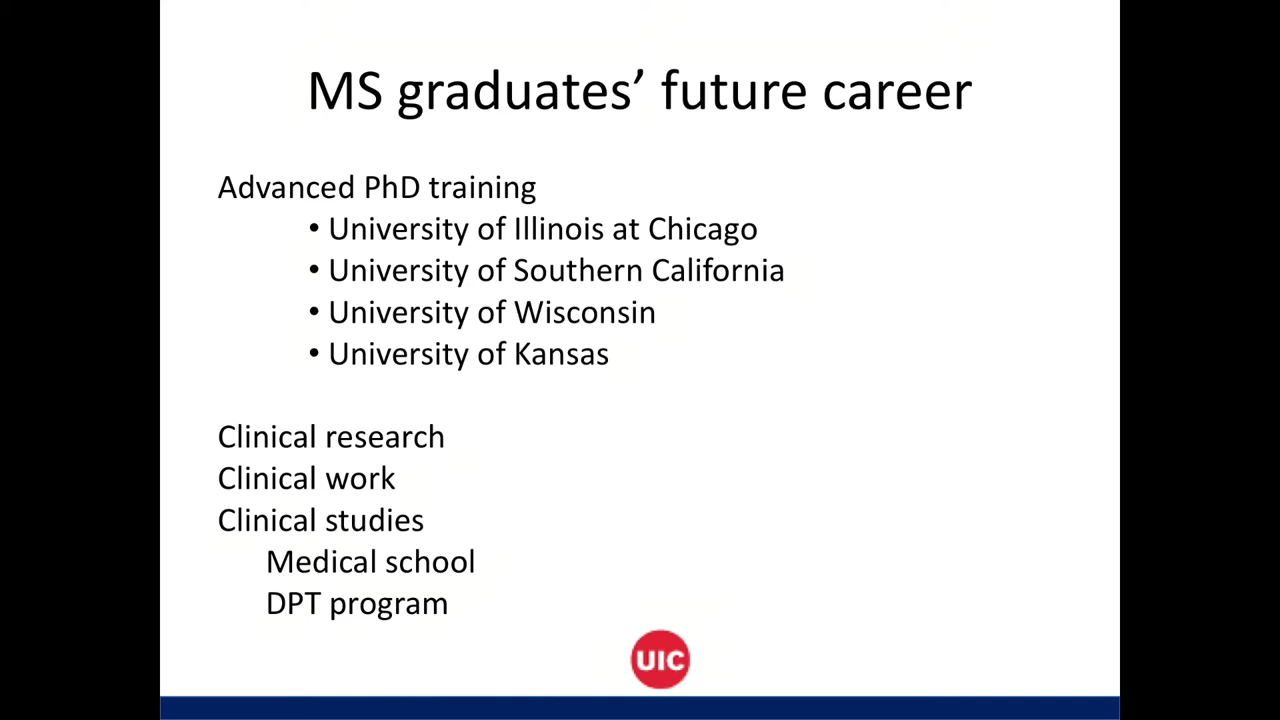 MS graduates’ future career
Advanced PhD training
• University of Illinois at Chicago
• University of Southern California
• University of Wisconsin
• University of Kansas
Clinical research
Clinical work
Clinical studies
Medical school
DPT program
UIC